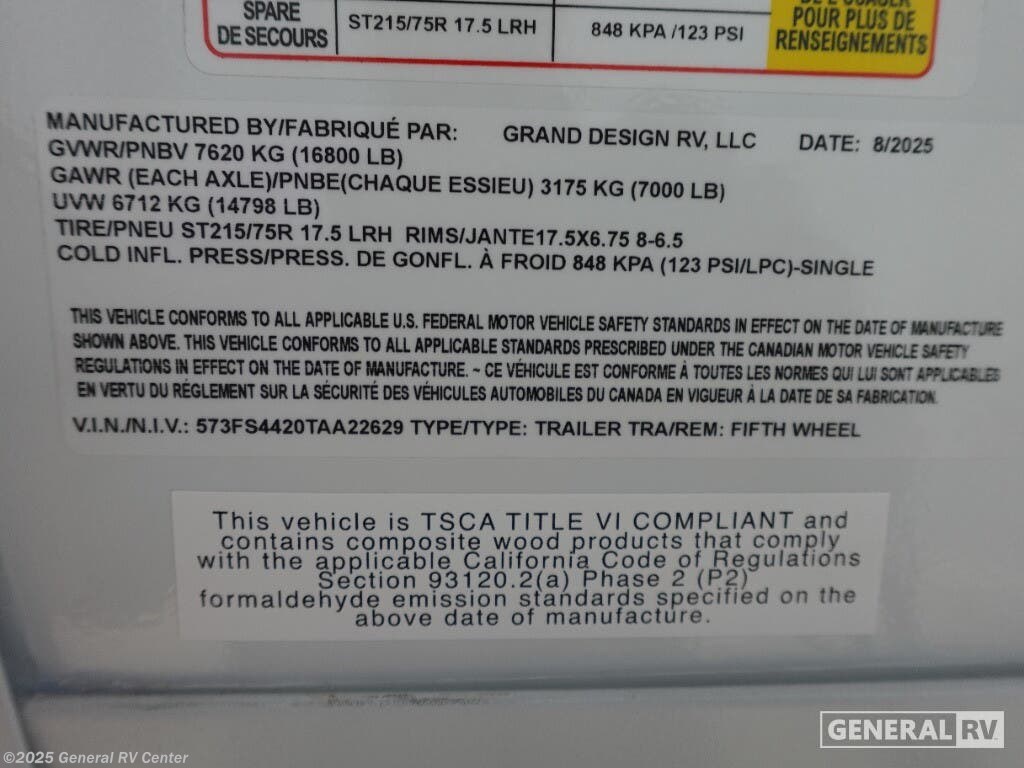 DE L'USAGER
SPARE
DE SECOURS
ST215/75R 17.5 LRH
848 KPA /123 PSI
POUR PLUS DE
RENSEIGNEMENTS
MANUFACTURED BY/FABRIQUÉ PAR: GRAND DESIGN RV, LLC DATE: 8/2025
GVWR/PNBV 7620 KG (16800 LB)
GAWR (EACH AXLE)/PNBE(CHAQUE ESSIEU) 3175 KG (7000 LB)
UVW 6712 KG (14798 LB)
TIRE/PNEU ST215/75R 17.5 LRH RIMS/JANTE17.5X6.75 8-6.5
COLD INFL. PRESS/PRESS. DE GONFL. À FROID 848 KPA (123 PSI/LPC)-SINGLE
THIS VEHICLE CONFORMS TO ALL APPLICABLE U.S. FEDERAL MOTOR VEHICLE SAFETY STANDARDS IN EFFECT ON THE DATE OF MANUFACTURE
SHOWN ABOVE. THIS VEHICLE CONFORMS TO ALL APPLICABLE STANDARDS PRESCRIBED UNDER THE CANADIAN MOTOR VEHICLE SAFETY
REGULATIONS IN EFFECT ON THE DATE OF MANUFACTURE. ~ CE VÉHICULE EST CONFORME À TOUTES LES NORMES QUI LUI SONT APPLICABLES
EN VERTU DU RÉGLEMENT SUR LA SÉCURITÉ DES VÉHICULES AUTOMOBILES DU CANADA EN VIGUEUR À LA DATE DE SA FABRICATION.
V.I.N./N.I.V.: 573FS4420TAA22629 TYPE/TYPE: TRAILER TRA/REM: FIFTH WHEEL
This vehicle is TSCA TITLE VI COMPLIANT and
contains composite wood products that comply
with the applicable California Code of Regulations
Section 93120.2(a) Phase 2 (P2)
formaldehyde emission standards specified on the
above date of manufacture.
GENERAL RV
©2025 General RV Center